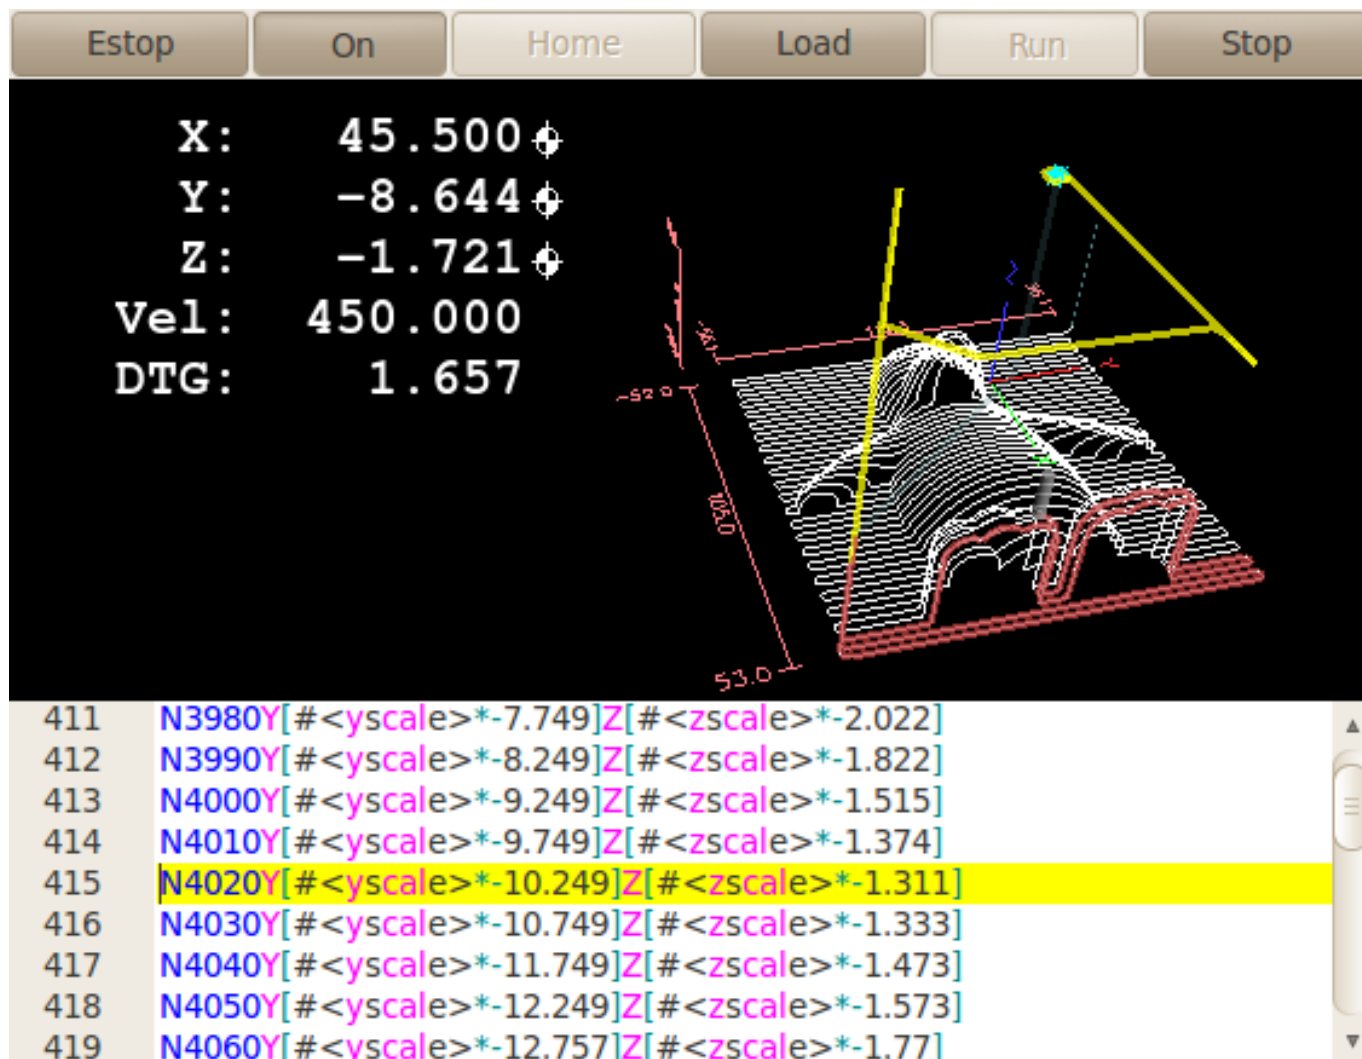 Estop On Home Load Run Stop
X: 45.500
Y: -8.644
Z: -1.721
Vel: 450.000
DTG: 1.657
-52.0
105.0
53.0
411 N3980Y[#<yscale>*-7.749]Z[#<zscale>*-2.022]
412 N3990Y[#<yscale>*-8.249]Z[#<zscale>*-1.822]
413 N4000Y[#<yscale>*-9.249]Z[#<zscale>*-1.515]
414 N4010Y[#<yscale>*-9.749]Z[#<zscale>*-1.374]
415 N4020Y[#<yscale>*-10.249]Z[#<zscale>*-1.311]
416 N4030Y[#<yscale>*-10.749]Z[#<zscale>*-1.333]
417 N4040Y[#<yscale>*-11.749]Z[#<zscale>*-1.473]
418 N4050Y[#<yscale>*-12.249]Z[#<zscale>*-1.573]
419 N4060Y[#<yscale>*-12.757]Z[#<zscale>*-1.77]